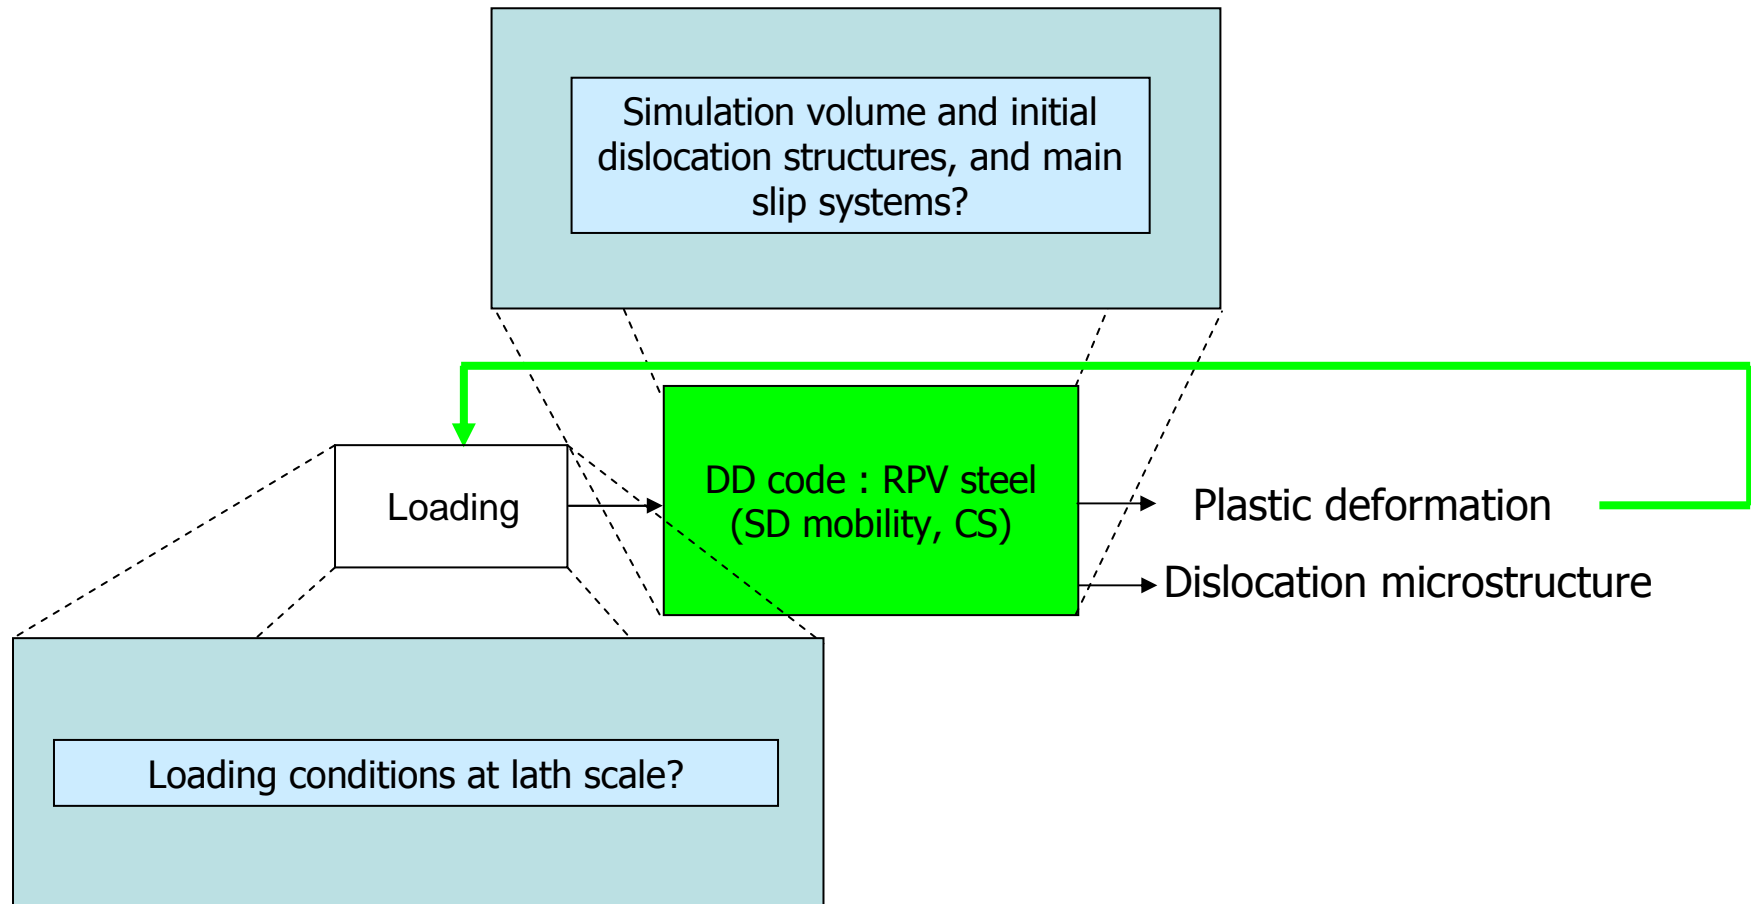 Simulation volume and initial
dislocation structures, and main
slip systems?
Loading
DD code : RPV steel
(SD mobility, CS)
Plastic deformation
Dislocation microstructure
Loading conditions at lath scale?